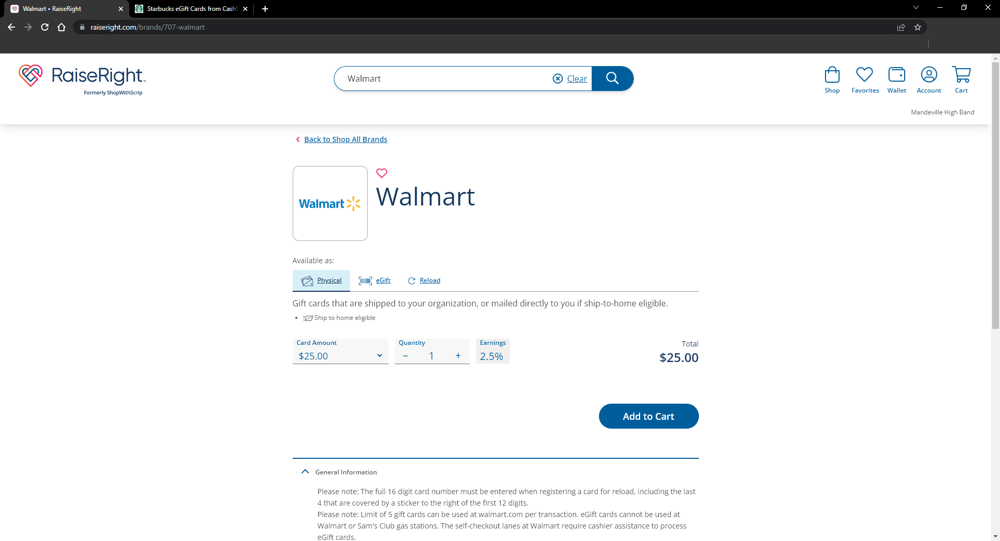 Walmart • RaiseRight
Starbucks eGift Cards from CashS
raiseright.com/brands/707-walmart
RaiseRight™
Formerly ShopWithScrip
Walmart
Clear
Shop
Favorites
Wallet
Account
Cart
Mandeville High Band
Back to Shop All Brands
Walmart
Walmart
Available as:
Physical
eGift
Reload
Gift cards that are shipped to your organization, or mailed directly to you if ship-to-home eligible.
• Ship to home eligible
Card Amount
$25.00
Quantity
− 1 +
Earnings
2.5%
Total
$25.00
Add to Cart
General Information
Please note: The full 16 digit card number must be entered when registering a card for reload, including the last
4 that are covered by a sticker to the right of the first 12 digits.
Please note: Limit of 5 gift cards can be used at walmart.com per transaction. eGift cards cannot be used at
Walmart or Sam's Club gas stations. The self-checkout lanes at Walmart require cashier assistance to process
eGift cards.